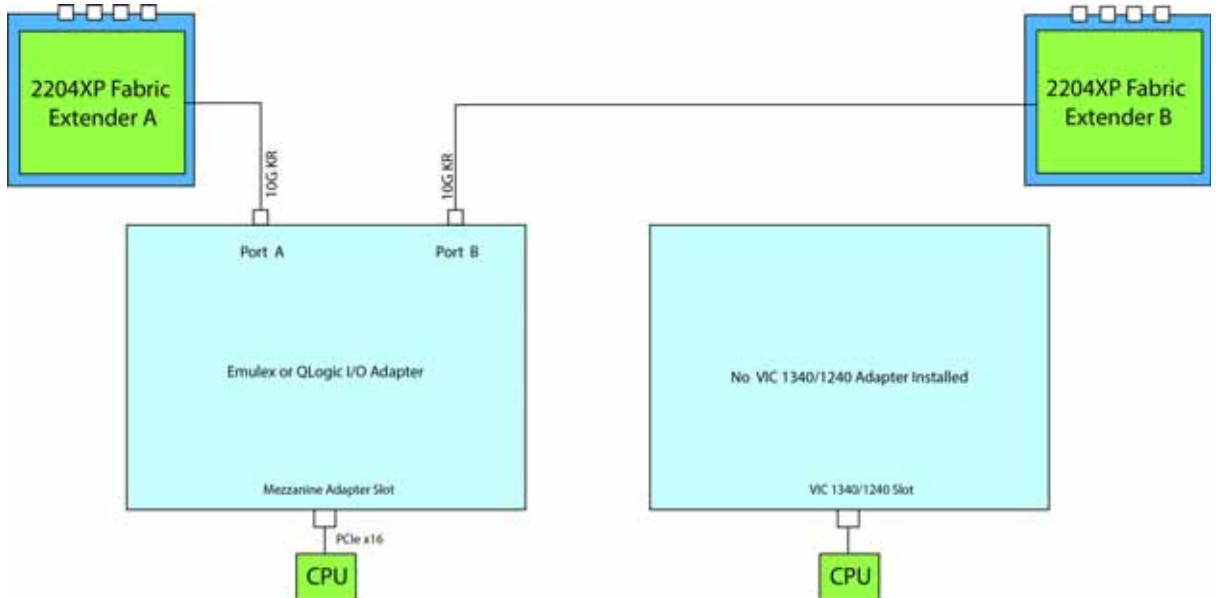 2204XP Fabric
Extender A
2204XP Fabric
Extender B
10G KR
10G KR
Port A
Port B
Emulex or QLogic I/O Adapter
No VIC 1340/1240 Adapter Installed
Mezzanine Adapter Slot
VIC 1340/1240 Slot
PCIe x16
CPU
CPU